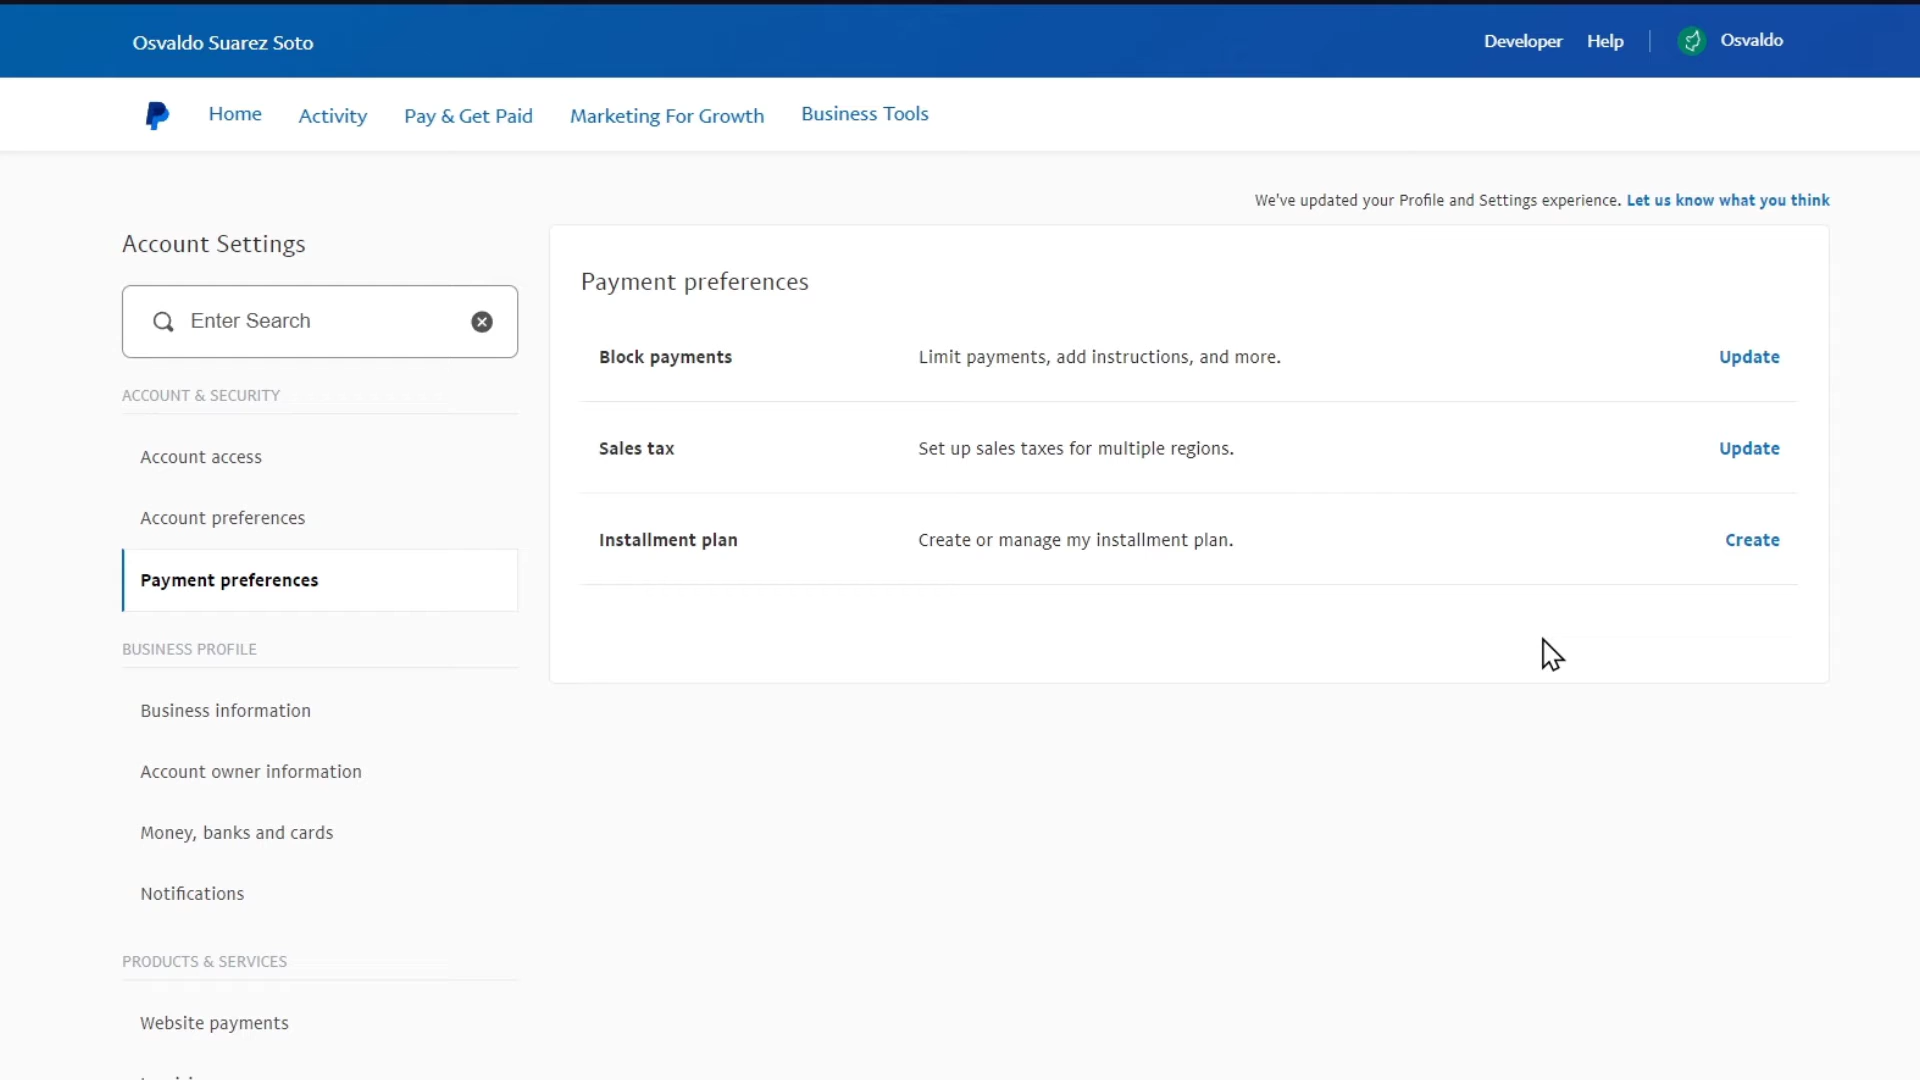 Osvaldo Suarez Soto
Developer Help Osvaldo
Home Activity Pay & Get Paid Marketing For Growth Business Tools
We've updated your Profile and Settings experience. Let us know what you think
Account Settings
Enter Search
ACCOUNT & SECURITY
Account access
Account preferences
Payment preferences
BUSINESS PROFILE
Business information
Account owner information
Money, banks and cards
Notifications
PRODUCTS & SERVICES
Website payments
Payment preferences
Block payments Limit payments, add instructions, and more. Update
Sales tax Set up sales taxes for multiple regions. Update
Installment plan Create or manage my installment plan. Create